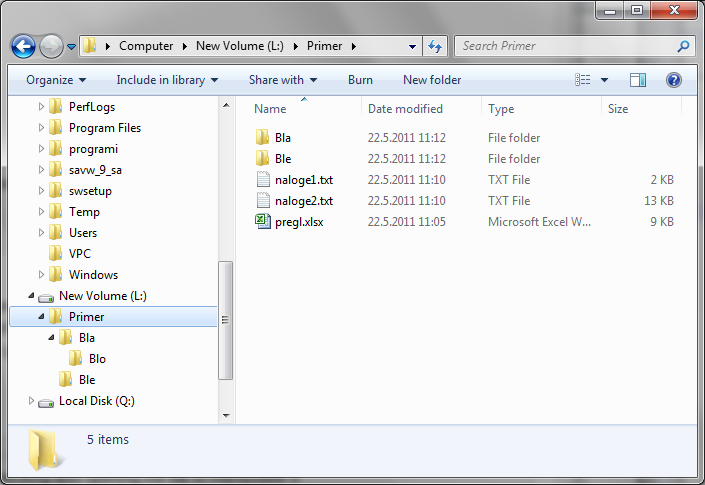 Computer New Volume (L:) Primer
Search Primer
Organize Include in library Share with Burn New folder
PerfLogs
Program Files
programi
savw_9_sa
swsetup
Temp
Users
VPC
Windows
New Volume (L:)
Primer
Bla
Blo
Ble
Local Disk (Q:)
Name Date modified Type Size
Bla 22.5.2011 11:12 File folder
Ble 22.5.2011 11:12 File folder
naloge1.txt 22.5.2011 11:10 TXT File 2 KB
naloge2.txt 22.5.2011 11:10 TXT File 13 KB
pregl.xlsx 22.5.2011 11:05 Microsoft Excel W... 9 KB
5 items